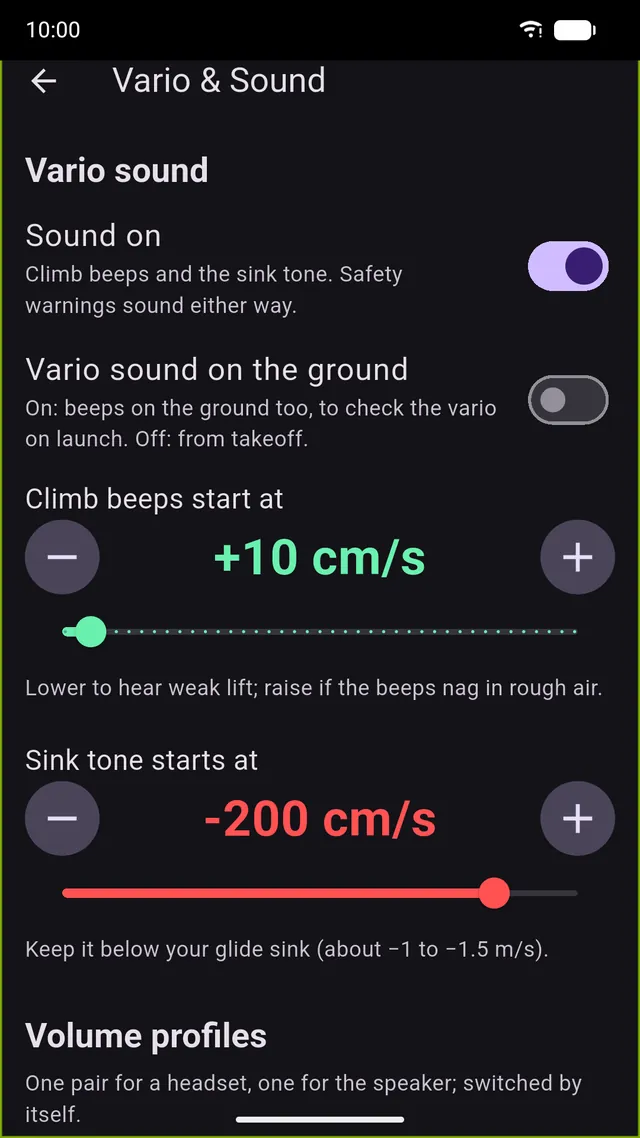 10:00
Vario & Sound
Vario sound
Sound on
Climb beeps and the sink tone. Safety
warnings sound either way.
Vario sound on the ground
On: beeps on the ground too, to check the vario
on launch. Off: from takeoff.
Climb beeps start at
+10 cm/s
Lower to hear weak lift; raise if the beeps nag in rough air.
Sink tone starts at
-200 cm/s
Keep it below your glide sink (about −1 to −1.5 m/s).
Volume profiles
One pair for a headset, one for the speaker; switched by
itself.